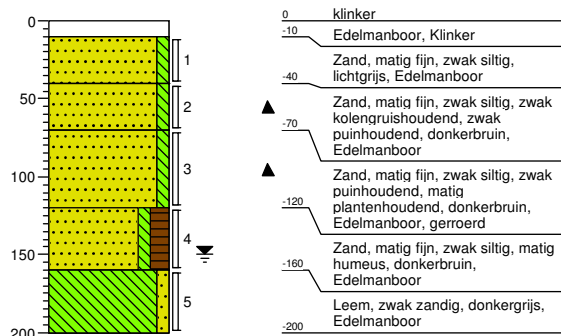 0
50
100
150
200
1
2
3
4
5
0 klinker
-10 Edelmanboor, Klinker
Zand, matig fijn, zwak siltig,
lichtgrijs, Edelmanboor
-40
Zand, matig fijn, zwak siltig, zwak
kolengruishoudend, zwak
puinhoudend, donkerbruin,
Edelmanboor
-70
Zand, matig fijn, zwak siltig, zwak
puinhoudend, matig
plantenhoudend, donkerbruin,
Edelmanboor, gerroerd
-120
Zand, matig fijn, zwak siltig, matig
humeus, donkerbruin,
Edelmanboor
-160
Leem, zwak zandig, donkergrijs,
Edelmanboor
-200